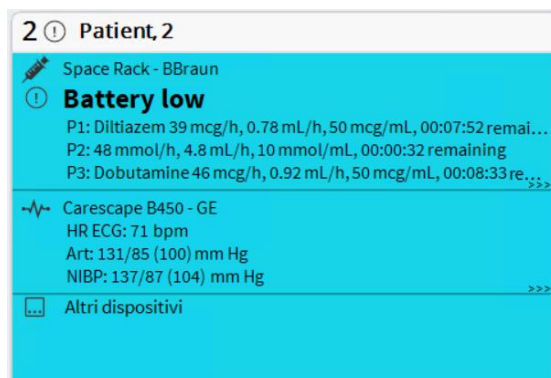 2 Patient, 2
Space Rack - BBraun
Battery low
P1: Diltiazem 39 mcg/h, 0.78 mL/h, 50 mcg/mL, 00:07:52 remai...
P2: 48 mmol/h, 4.8 mL/h, 10 mmol/mL, 00:00:32 remaining
P3: Dobutamine 46 mcg/h, 0.92 mL/h, 50 mcg/mL, 00:08:33 re...
>>>
Carescape B450 - GE
HR ECG: 71 bpm
Art: 131/85 (100) mm Hg
NIBP: 137/87 (104) mm Hg
>>>
Altri dispositivi